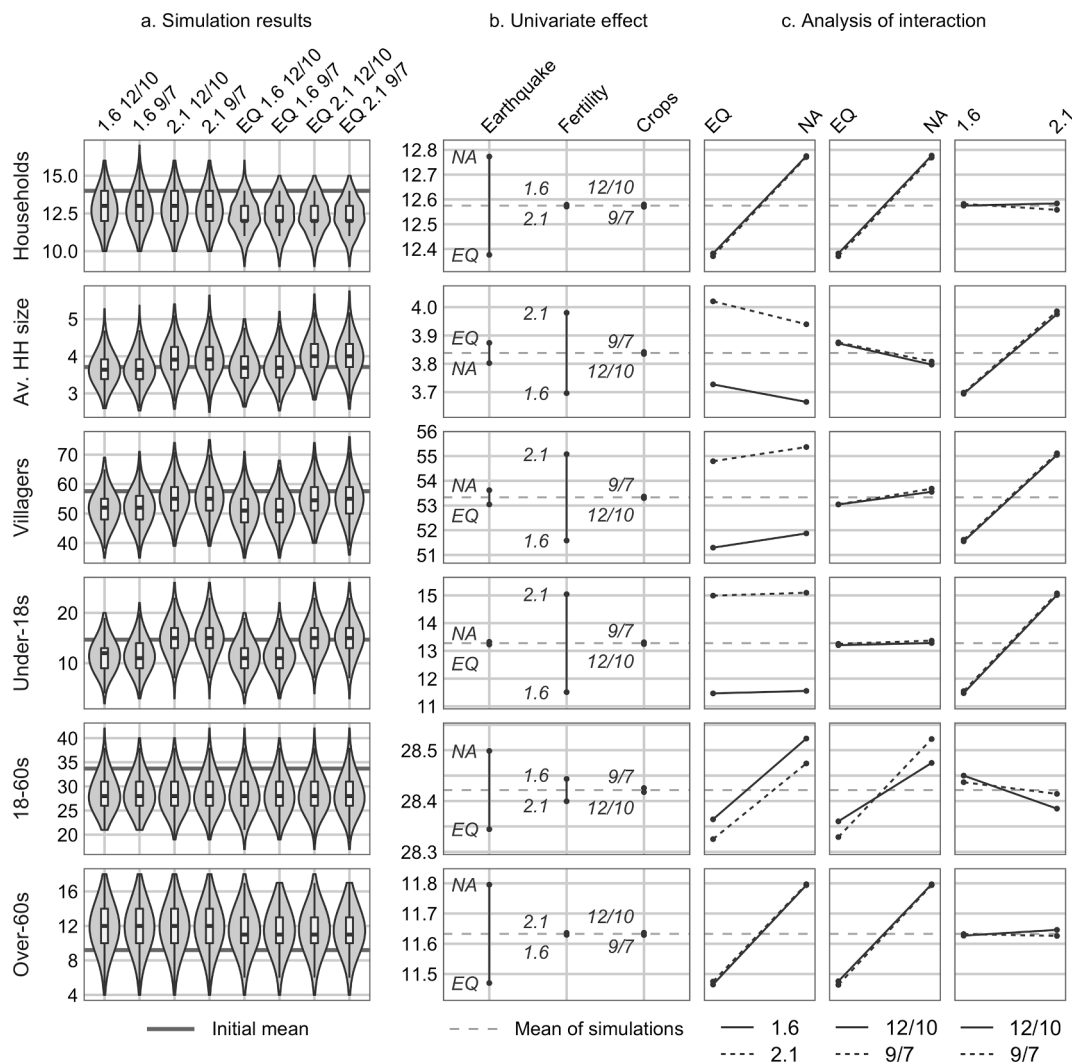 a. Simulation results
b. Univariate effect
c. Analysis of interaction
1.6 12/10
1.6 9/7
2.1 12/10
2.1 9/7
EQ 1.6 12/10
EQ 1.6 9/7
EQ 2.1 12/10
EQ 2.1 9/7
Earthquake
Fertility
Crops
EQ
NA
EQ
NA
1.6
2.1
Households
15.0
12.5
10.0
12.8
12.7
12.6
12.5
12.4
NA
EQ
1.6
2.1
12/10
9/7
Av. HH size
5
4
3
4.0
3.9
3.8
3.7
EQ
NA
2.1
1.6
9/7
12/10
Villagers
70
60
50
40
56
55
54
53
52
51
NA
EQ
2.1
1.6
9/7
12/10
Under-18s
20
10
15
14
13
12
11
NA
EQ
2.1
1.6
9/7
12/10
18-60s
40
35
30
25
20
28.5
28.4
28.3
NA
EQ
1.6
2.1
9/7
12/10
Over-60s
16
12
8
4
11.8
11.7
11.6
11.5
NA
EQ
2.1
1.6
12/10
9/7
Initial mean
Mean of simulations
1.6
2.1
12/10
9/7
12/10
9/7